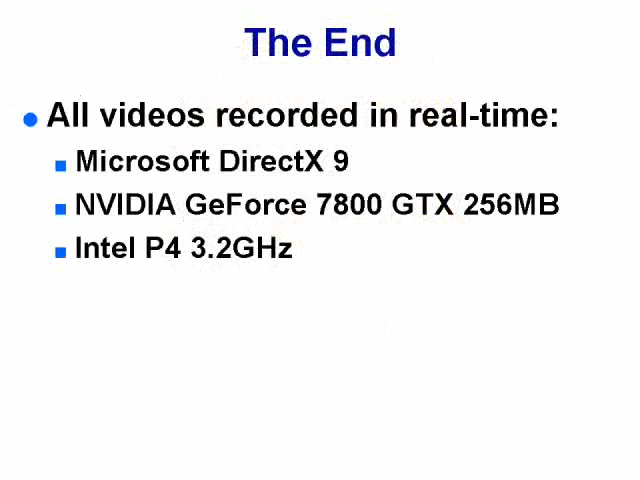 The End
All videos recorded in real-time:
Microsoft DirectX 9
NVIDIA GeForce 7800 GTX 256MB
Intel P4 3.2GHz